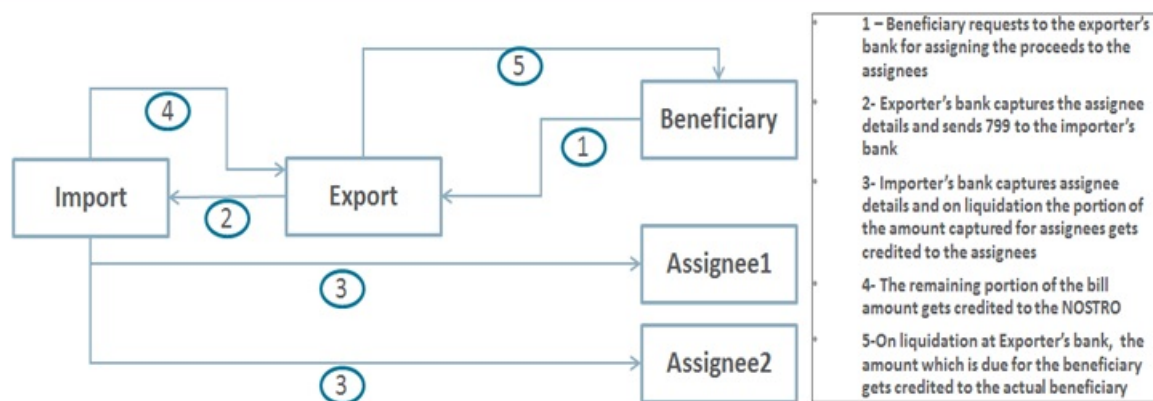 5
4
Beneficiary
1
Import
Export
2
Assignee1
3
Assignee2
3
1 – Beneficiary requests to the exporter's
bank for assigning the proceeds to the
assignees
2- Exporter's bank captures the assignee
details and sends 799 to the importer's
bank
3- Importer's bank captures assignee
details and on liquidation the portion of
the amount captured for assignees gets
credited to the assignees
4- The remaining portion of the bill
amount gets credited to the NOSTRO
5-On liquidation at Exporter's bank, the
amount which is due for the beneficiary
gets credited to the actual beneficiary